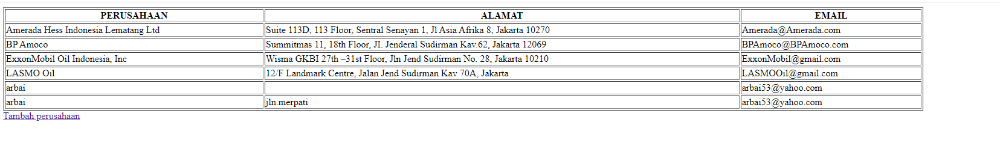 PERUSAHAAN ALAMAT EMAIL
Amerada Hess Indonesia Lematang Ltd Suite 113D, 113 Floor, Sentral Senayan 1, Jl Asia Afrika 8, Jakarta 10270 Amerada@Amerada.com
BP Amoco Summitmas 11, 18th Floor, JI. Jenderal Sudirman Kav.62, Jakarta 12069 BPAmoco@BPAmoco.com
ExxonMobil Oil Indonesia, Inc Wisma GKBI 27th –31st Floor, Jln Jend Sudirman No. 28, Jakarta 10210 ExxonMobil@gmail.com
LASMO Oil 12/F Landmark Centre, Jalan Jend Sudirman Kav 70A, Jakarta LASMOOil@gmail.com
arbai arbai53@yahoo.com
arbai jln.merpati arbai53@yahoo.com
Tambah perusahaan